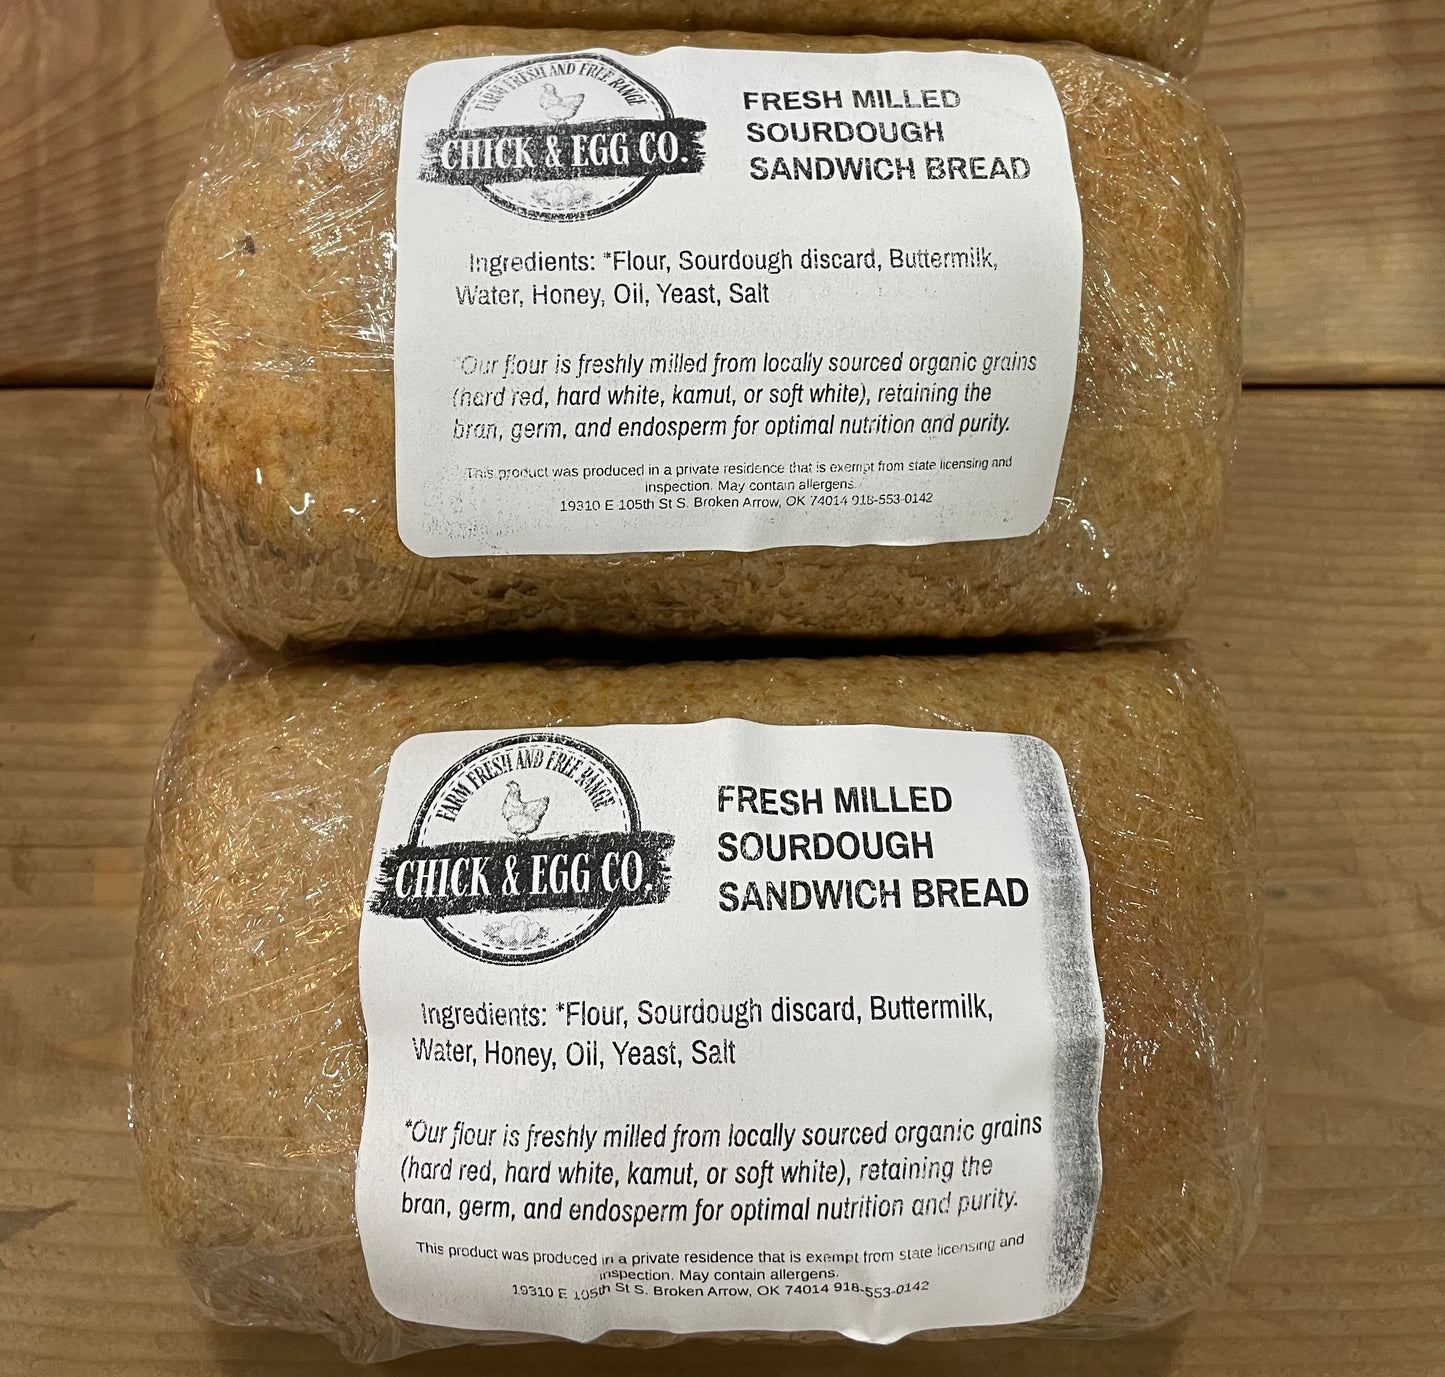 FARM FRESH AND FREE RANGE
CHICK & EGG CO.
FRESH MILLED
SOURDOUGH
SANDWICH BREAD
Ingredients: *Flour, Sourdough discard, Buttermilk,
Water, Honey, Oil, Yeast, Salt
*Our flour is freshly milled from locally sourced organic grains
(hard red, hard white, kamut, or soft white), retaining the
bran, germ, and endosperm for optimal nutrition and purity.
This product was produced in a private residence that is exempt from state licensing and
inspection. May contain allergens.
19310 E 105th St S. Broken Arrow, OK 74014 918-553-0142
FARM FRESH AND FREE RANGE
CHICK & EGG CO.
FRESH MILLED
SOURDOUGH
SANDWICH BREAD
Ingredients: *Flour, Sourdough discard, Buttermilk,
Water, Honey, Oil, Yeast, Salt
*Our flour is freshly milled from locally sourced organic grains
(hard red, hard white, kamut, or soft white), retaining the
bran, germ, and endosperm for optimal nutrition and purity.
This product was produced in a private residence that is exempt from state licensing and
inspection. May contain allergens.
19310 E 105th St S. Broken Arrow, OK 74014 918-553-0142